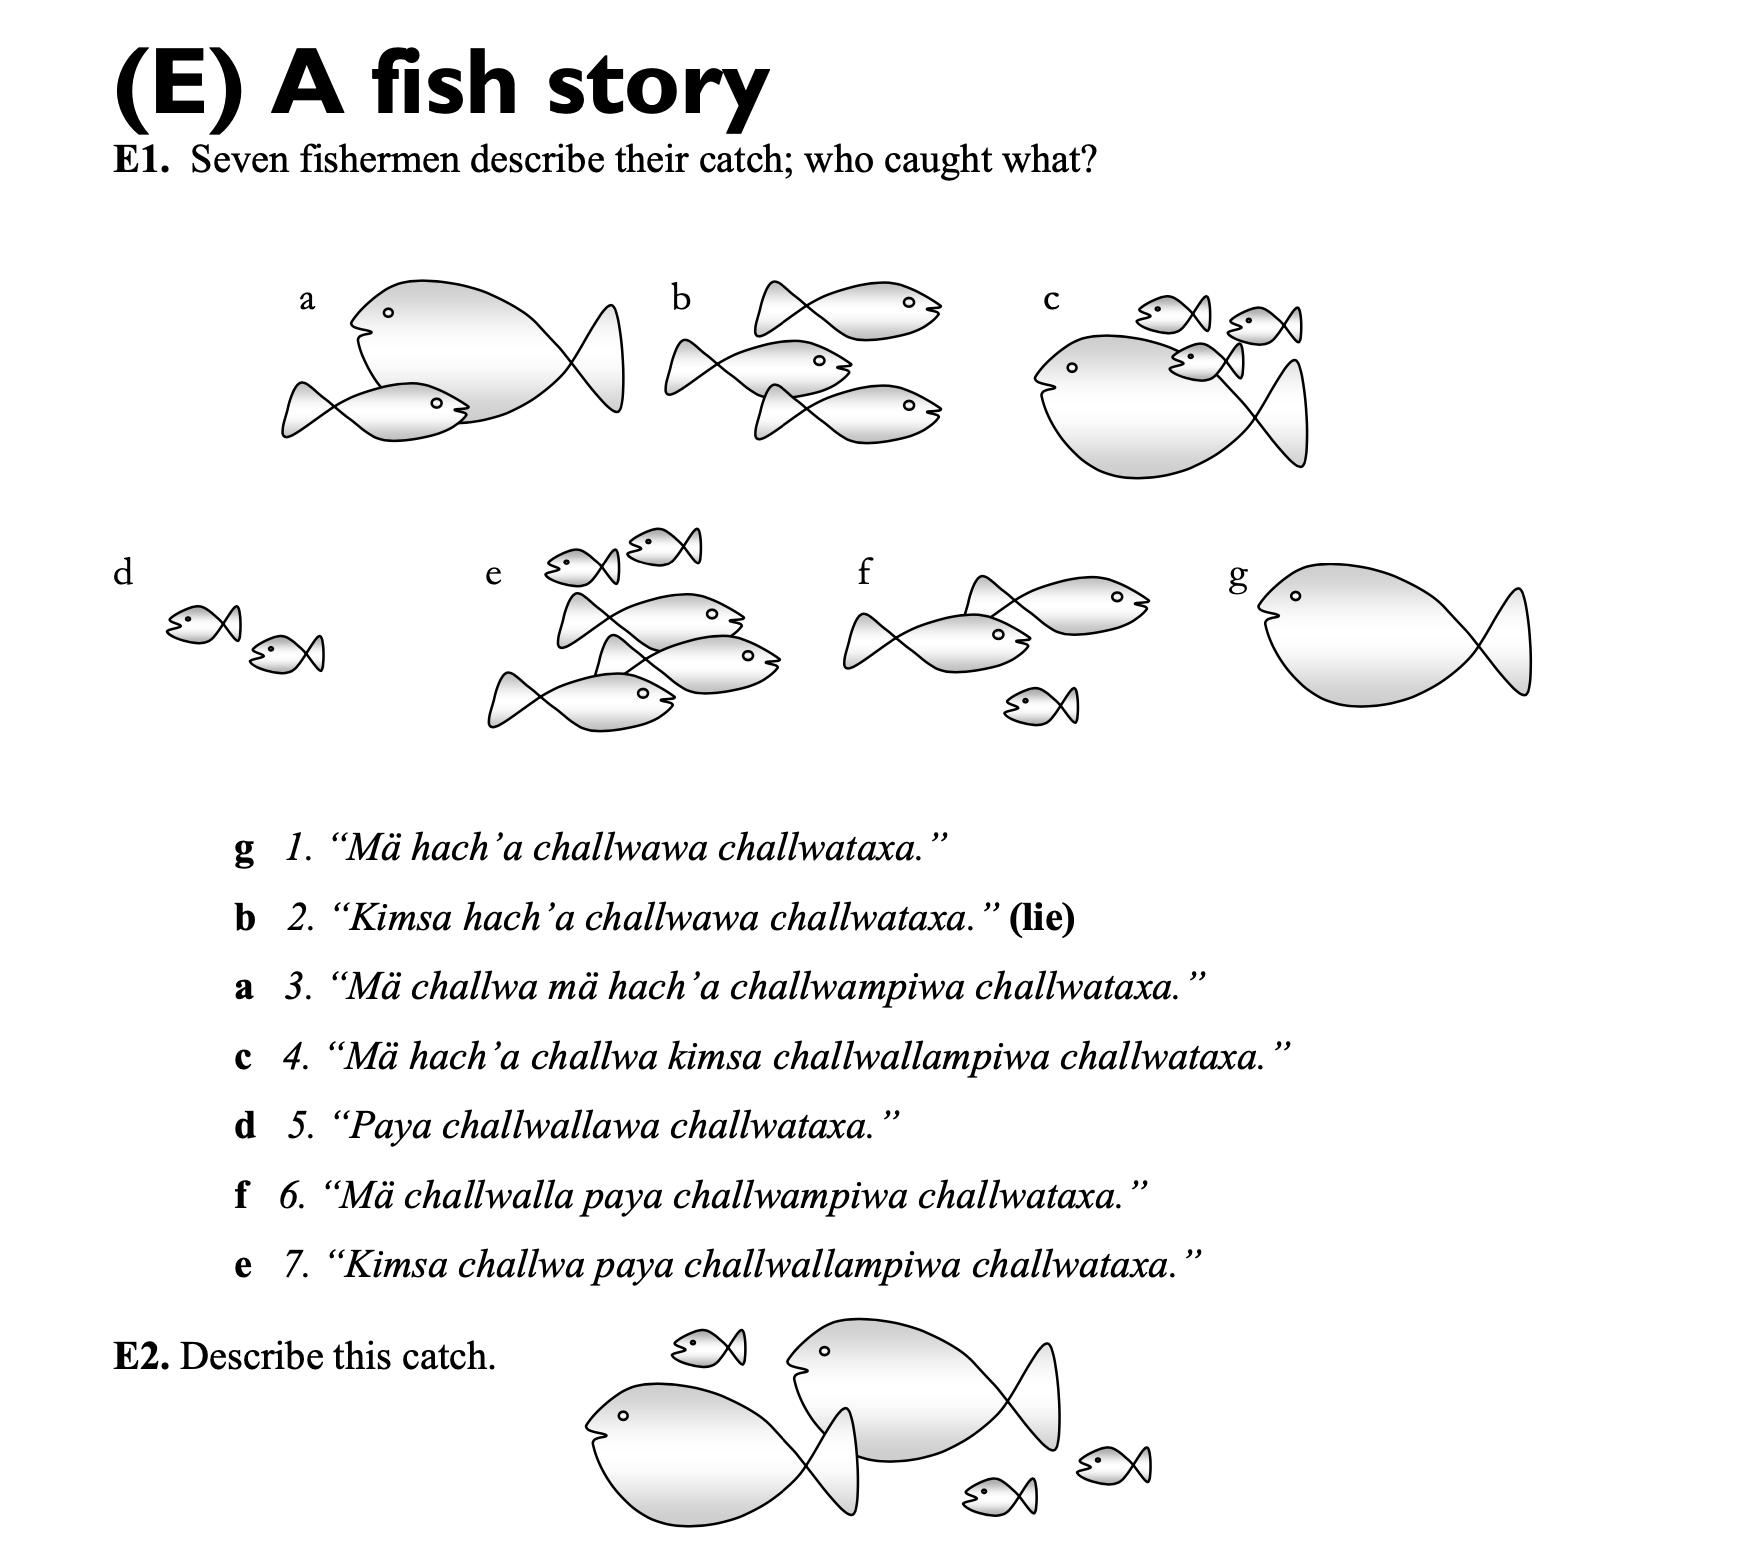 (E) A fish story
E1. Seven fishermen describe their catch; who caught what?
a b c
d e f g
g 1. “Mä hach’a challwawa challwataxa.”
b 2. “Kimsa hach’a challwawa challwataxa.” (lie)
a 3. “Mä challwa mä hach’a challwampiwa challwataxa.”
c 4. “Mä hach’a challwa kimsa challwallampiwa challwataxa.”
d 5. “Paya challwallawa challwataxa.”
f 6. “Mä challwalla paya challwampiwa challwataxa.”
e 7. “Kimsa challwa paya challwallampiwa challwataxa.”
E2. Describe this catch.